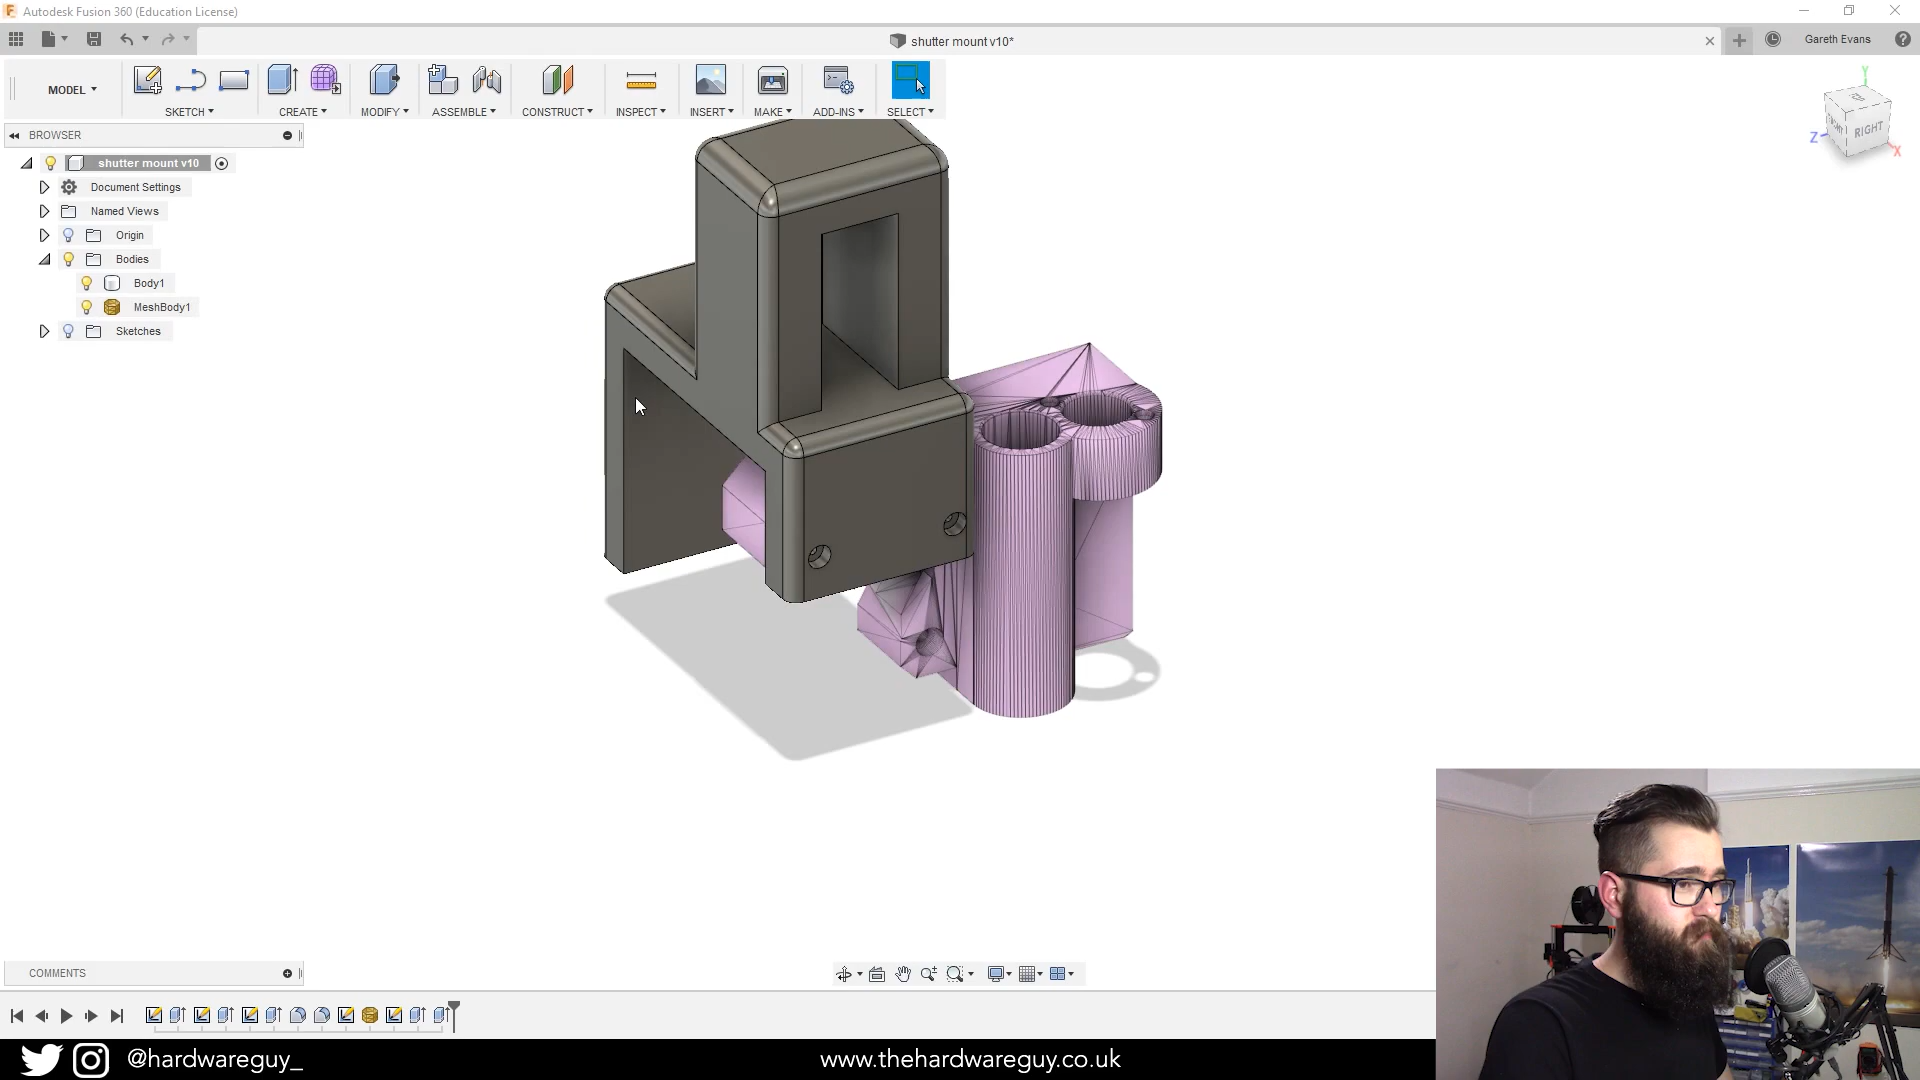 Autodesk Fusion 360 (Education License)
shutter mount v10*
Gareth Evans
MODEL
SKETCH
CREATE
MODIFY
ASSEMBLE
CONSTRUCT
INSPECT
INSERT
MAKE
ADD-INS
SELECT
BROWSER
shutter mount v10
Document Settings
Named Views
Origin
Bodies
Body1
MeshBody1
Sketches
Y
Z
X
RIGHT
COMMENTS
@hardwareguy_
www.thehardwareguy.co.uk